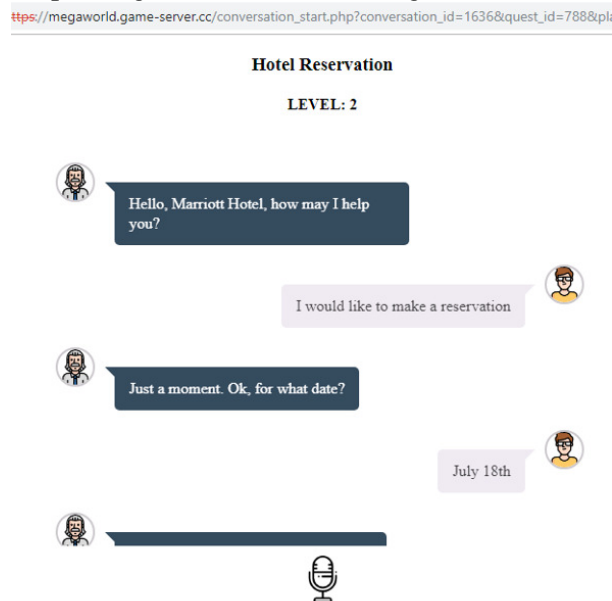 ttps://megaworld.game-server.cc/conversation_start.php?conversation_id=1636&quest_id=788&pla
Hotel Reservation
LEVEL: 2
Hello, Marriott Hotel, how may I help
you?
I would like to make a reservation
Just a moment. Ok, for what date?
July 18th